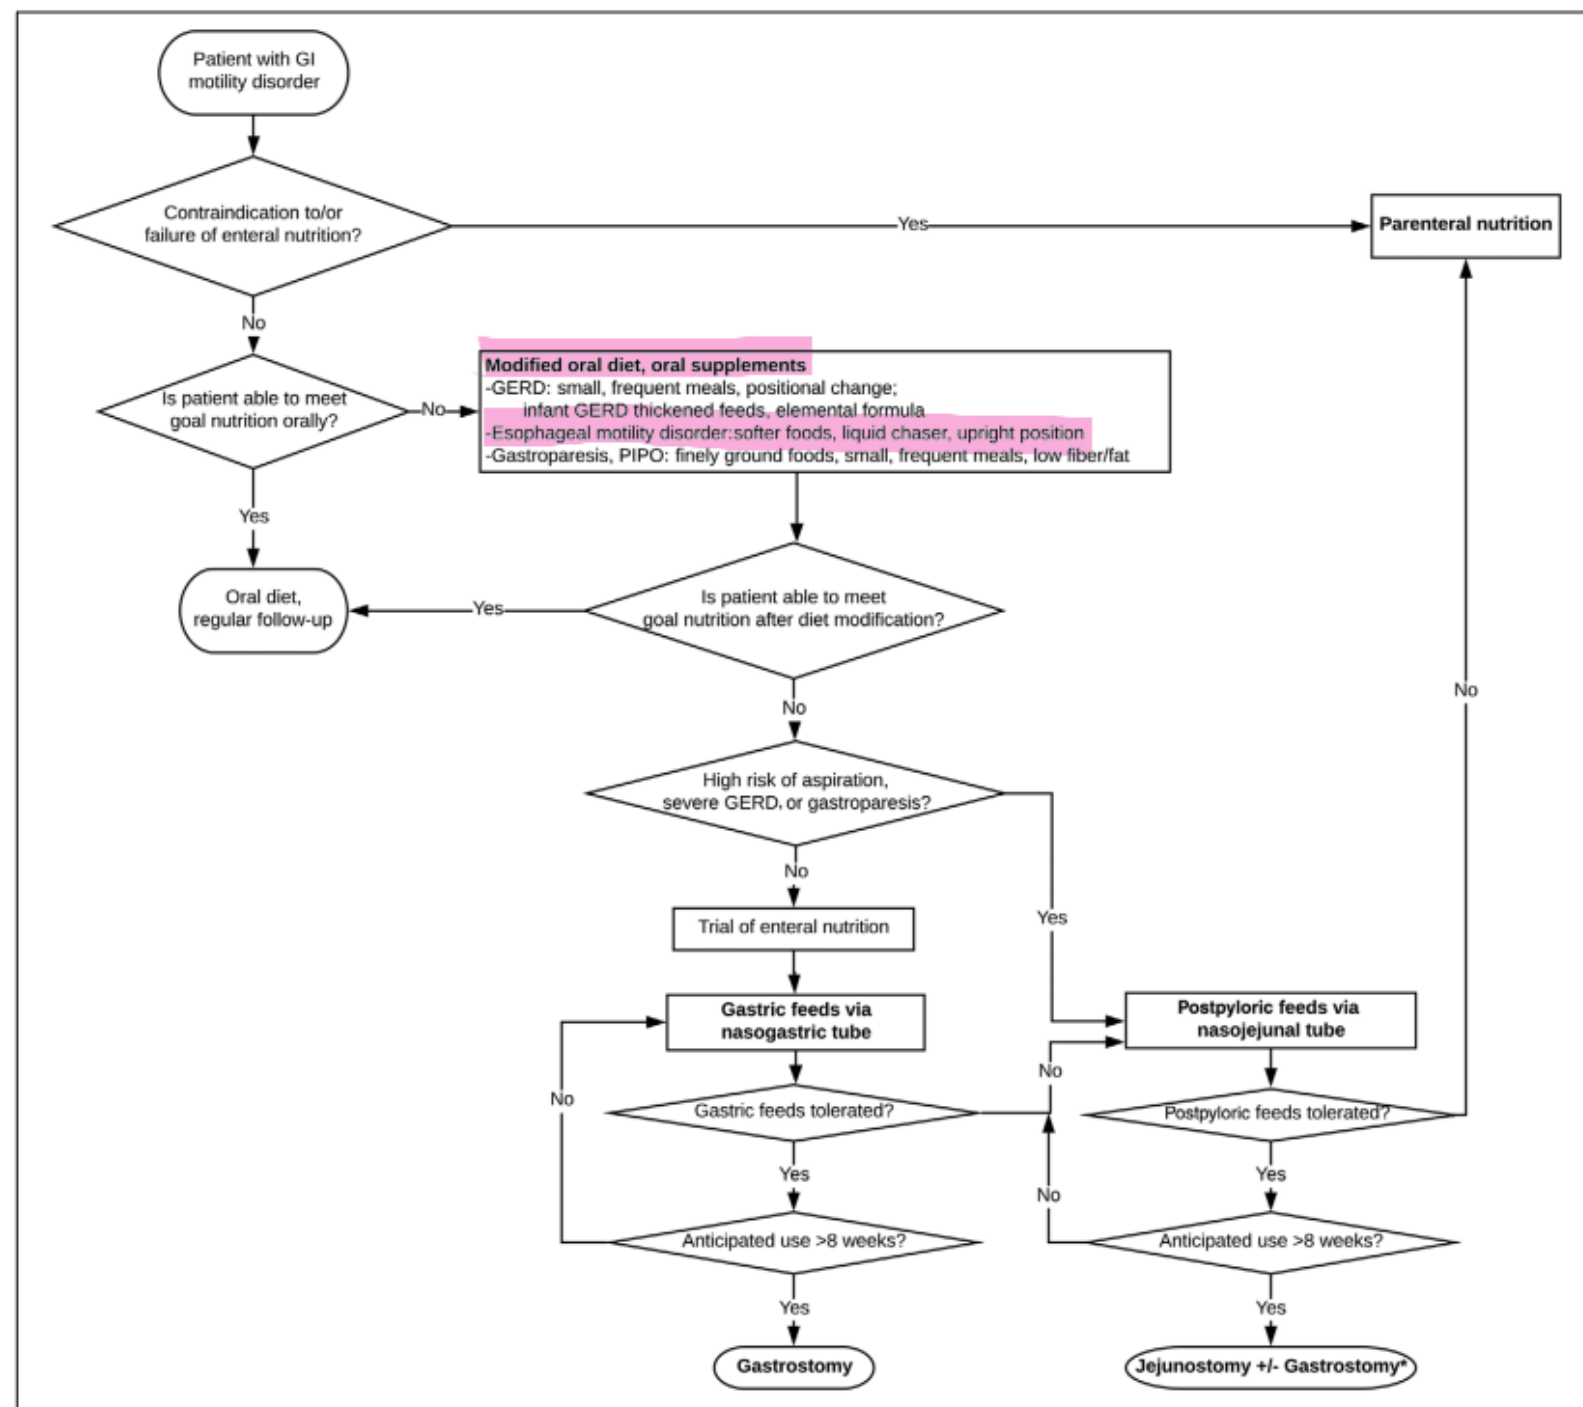 Patient with GI
motility disorder
Contraindication to/or
failure of enteral nutrition?
Yes
Parenteral nutrition
No
Is patient able to meet
goal nutrition orally?
No
Modified oral diet, oral supplements
-GERD: small, frequent meals, positional change;
infant GERD thickened feeds, elemental formula
-Esophageal motility disorder:softer foods, liquid chaser, upright position
-Gastroparesis, PIPO: finely ground foods, small, frequent meals, low fiber/fat
Yes
Oral diet,
regular follow-up
Yes
Is patient able to meet
goal nutrition after diet modification?
No
No
High risk of aspiration,
severe GERD, or gastroparesis?
No
Yes
Trial of enteral nutrition
Gastric feeds via
nasogastric tube
Postpyloric feeds via
nasojejunal tube
No
No
Gastric feeds tolerated?
Postpyloric feeds tolerated?
Yes
Yes
No
Anticipated use >8 weeks?
Anticipated use >8 weeks?
Yes
Yes
Gastrostomy
Jejunostomy +/- Gastrostomy*